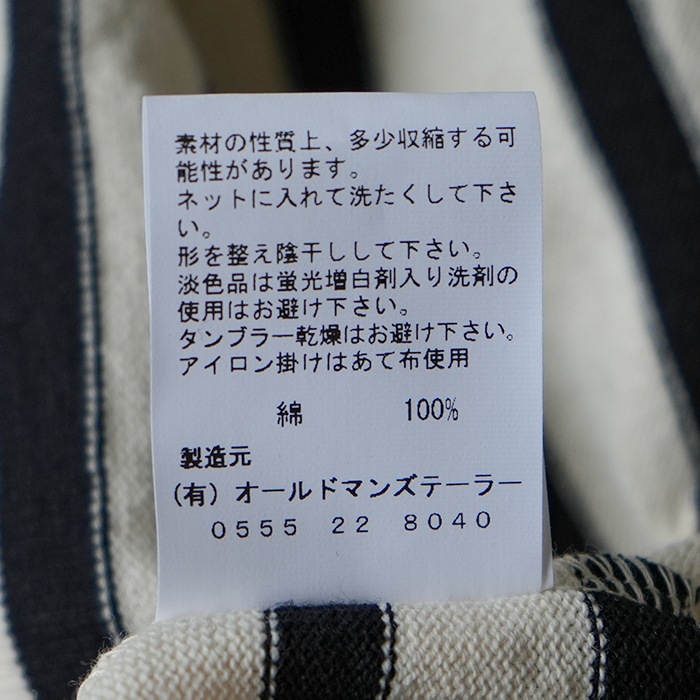 素材の性質上、多少収縮する可
能性があります。
ネットに入れて洗たくして下さ
い。
形を整え陰干しして下さい。
淡色品は蛍光増白剤入り洗剤の
使用はお避け下さい。
タンブラー乾燥はお避け下さい。
アイロン掛けはあて布使用
綿 100%
製造元
(有) オールドマンズテーラー
0555 22 8040